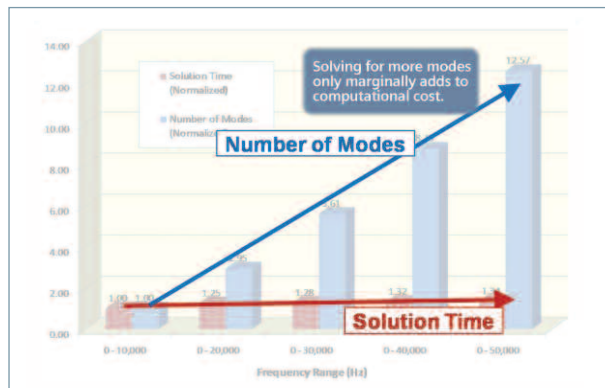 14.00
12.00
10.00
8.00
6.00
4.00
2.00
0.00
Solution Time
(Normalized)
Number of Modes
Solving for more modes
only marginally adds to
computational cost.
12.57
Number of Modes
1.00
1.00
1.25
1.28
1.32
Solution Time
0–10,000
0–20,000
0–30,000
0–40,000
0–50,000
Frequency Range (Hz)